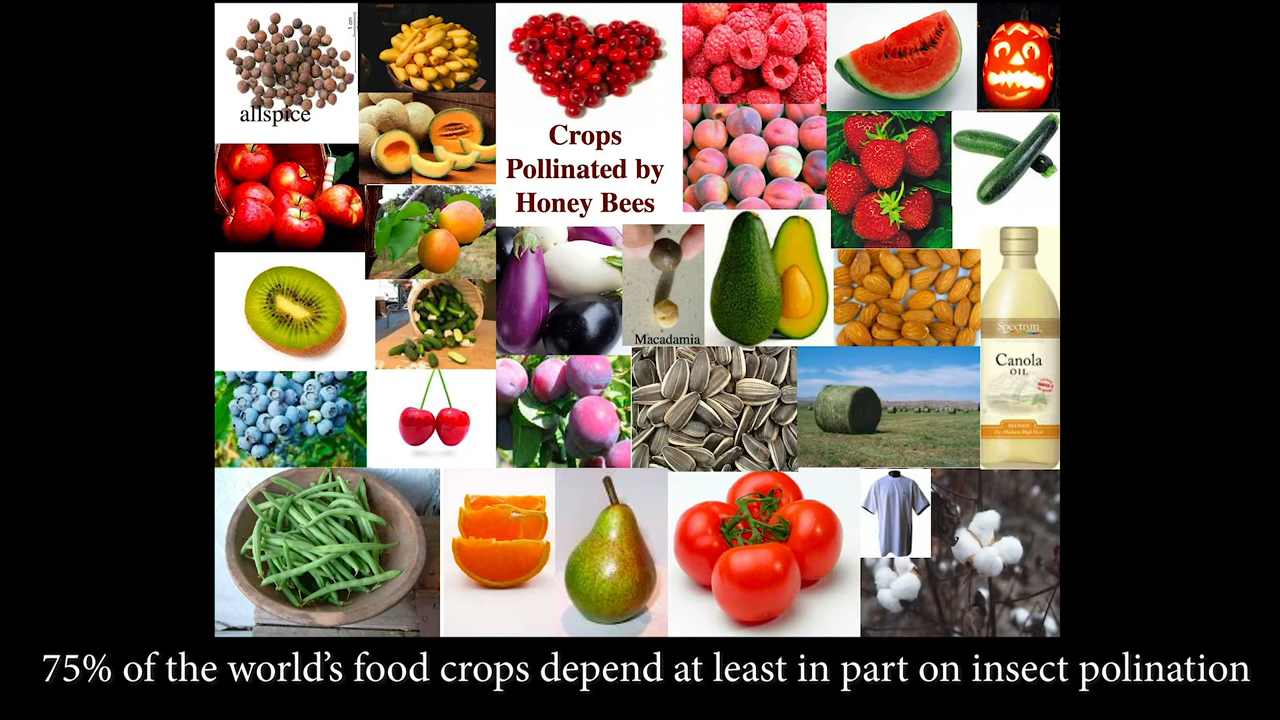 allspice
Crops
Pollinated by
Honey Bees
Macadamia
Spectrum
Canola
OIL
75% of the world's food crops depend at least in part on insect polination